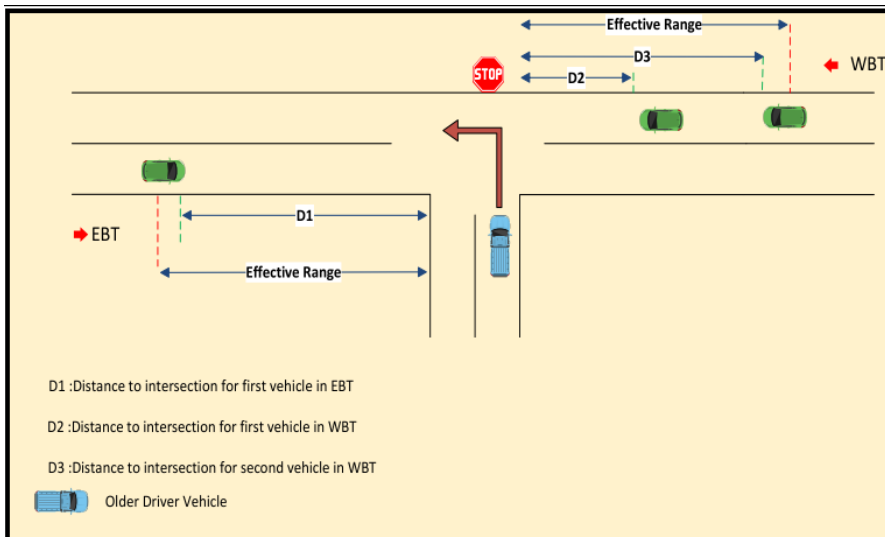 Effective Range
D3
WBT
STOP
D2
D1
EBT
Effective Range
D1 :Distance to intersection for first vehicle in EBT
D2 :Distance to intersection for first vehicle in WBT
D3 :Distance to intersection for second vehicle in WBT
Older Driver Vehicle